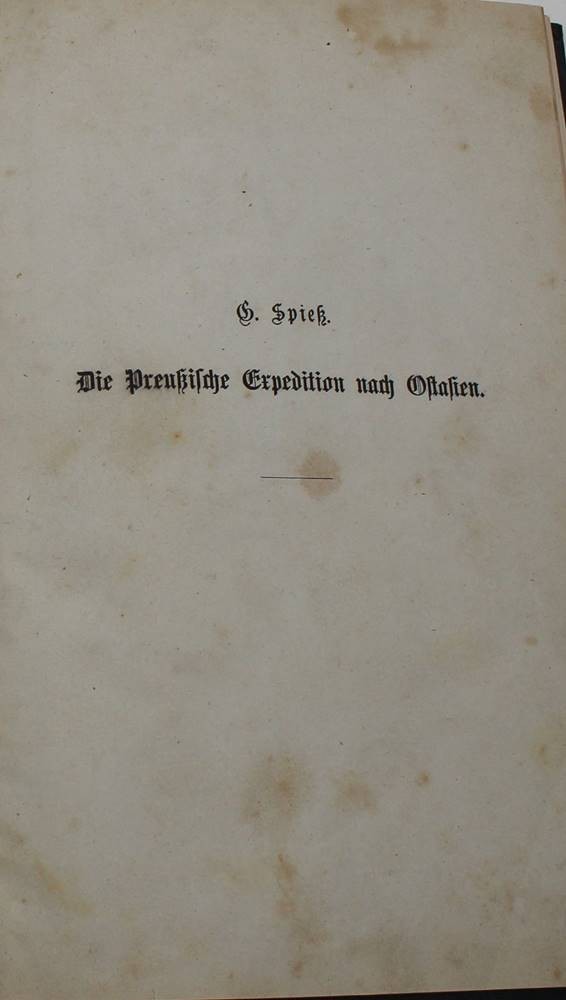 G. Spieß.
Die Preußische Expedition nach Ostasien.